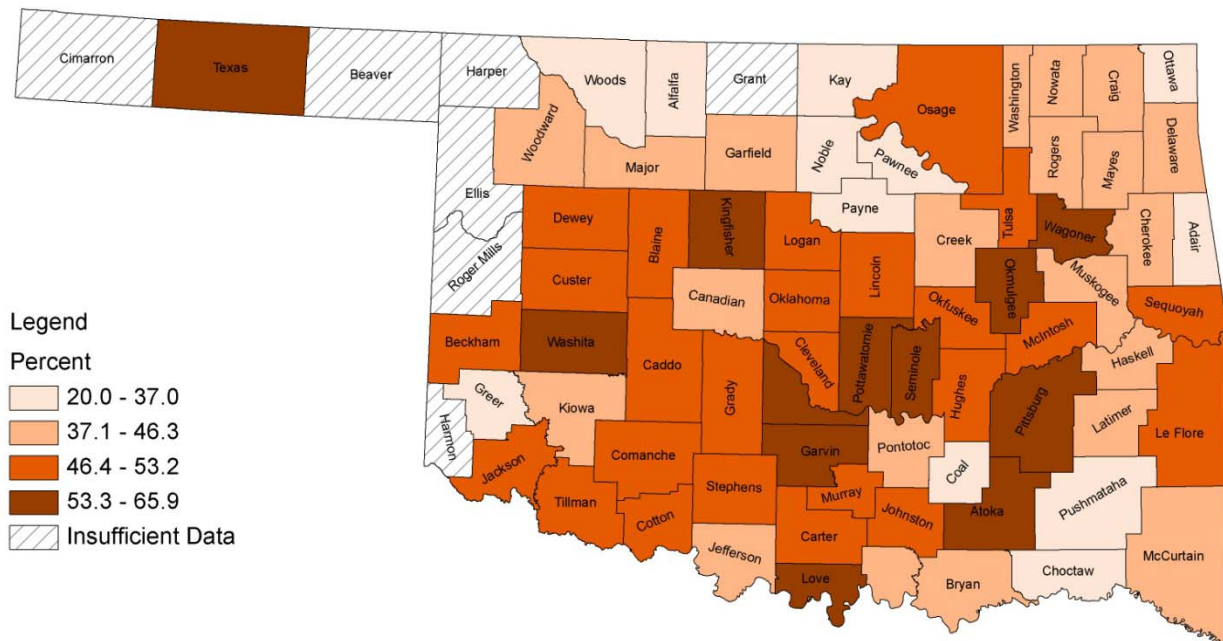 Cimarron
Texas
Beaver
Harper
Woods
Alfalfa
Grant
Kay
Osage
Washington
Nowata
Craig
Ottawa
Woodward
Major
Garfield
Noble
Pawnee
Rogers
Mayes
Delaware
Ellis
Dewey
Blaine
Kingfisher
Logan
Payne
Creek
Tulsa
Wagoner
Cherokee
Adair
Roger Mills
Custer
Canadian
Oklahoma
Lincoln
Okfuskee
Okmulgee
Muskogee
Sequoyah
Beckham
Washita
Caddo
Grady
Cleveland
Pottawatomie
Seminole
Hughes
McIntosh
Haskell
Harmon
Greer
Kiowa
Comanche
Garvin
Pontotoc
Coal
Pittsburg
Latimer
Le Flore
Jackson
Tillman
Cotton
Stephens
Murray
Carter
Johnston
Atoka
Pushmataha
Jefferson
Love
Bryan
Choctaw
McCurtain
Legend
Percent
20.0 - 37.0
37.1 - 46.3
46.4 - 53.2
53.3 - 65.9
Insufficient Data